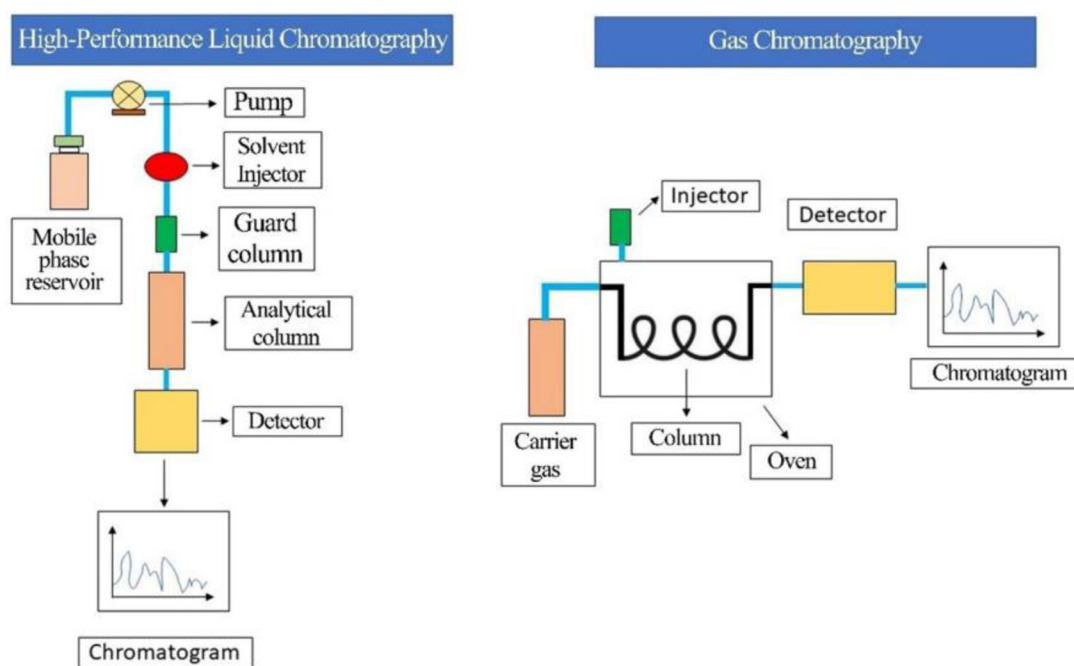 High-Performance Liquid Chromatography
Pump
Solvent
Injector
Mobile
phase
reservoir
Guard
column
Analytical
column
Detector
Chromatogram
Gas Chromatography
Injector
Detector
Chromatogram
Column
Oven
Carrier
gas